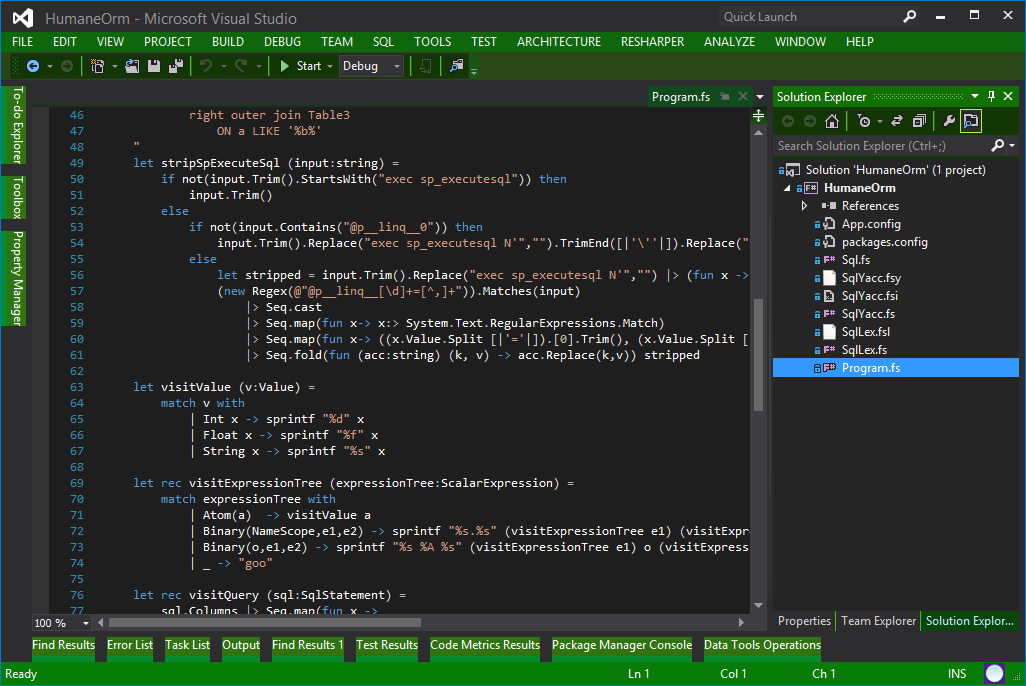 HumaneOrm - Microsoft Visual Studio
Quick Launch
FILE EDIT VIEW PROJECT BUILD DEBUG TEAM SQL TOOLS TEST ARCHITECTURE RESHARPER ANALYZE WINDOW HELP
Start Debug
To-do Explorer
Toolbox
Property Manager
Program.fs
46 right outer join Table3
47 ON a LIKE '%b%'
48 "
49 let stripSpExecuteSql (input:string) =
50 if not(input.Trim().StartsWith("exec sp_executesql")) then
51 input.Trim()
52 else
53 if not(input.Contains("@p__linq__0")) then
54 input.Trim().Replace("exec sp_executesql N'","").TrimEnd([|'\''|]).Replace("
55 else
56 let stripped = input.Trim().Replace("exec sp_executesql N'","") |> (fun x ->
57 (new Regex(@"@p__linq__[\d]+=[^,]+")).Matches(input)
58 |> Seq.cast
59 |> Seq.map(fun x-> x:> System.Text.RegularExpressions.Match)
60 |> Seq.map(fun x-> ((x.Value.Split [|'='|]).[0].Trim(), (x.Value.Split [
61 |> Seq.fold(fun (acc:string) (k, v) -> acc.Replace(k,v)) stripped
62
63 let visitValue (v:Value) =
64 match v with
65 | Int x -> sprintf "%d" x
66 | Float x -> sprintf "%f" x
67 | String x -> sprintf "%s" x
68
69 let rec visitExpressionTree (expressionTree:ScalarExpression) =
70 match expressionTree with
71 | Atom(a)  -> visitValue a
72 | Binary(NameScope,e1,e2) -> sprintf "%s.%s" (visitExpressionTree e1) (visitExpr
73 | Binary(o,e1,e2) -> sprintf "%s %A %s" (visitExpressionTree e1) o (visitExpress
74 | _ -> "goo"
75
76 let rec visitQuery (sql:SqlStatement) =
77 sql.Columns |> Seq.map(fun x ->
100 %
Solution Explorer
Search Solution Explorer (Ctrl+;)
Solution 'HumaneOrm' (1 project)
F# HumaneOrm
References
App.config
packages.config
F# Sql.fs
SqlYacc.fsy
SqlYacc.fsi
F# SqlYacc.fs
SqlLex.fsl
F# SqlLex.fs
F# Program.fs
Properties Team Explorer Solution Explor...
Find Results Error List Task List Output Find Results 1 Test Results Code Metrics Results Package Manager Console Data Tools Operations
Ready Ln 1 Col 1 Ch 1 INS